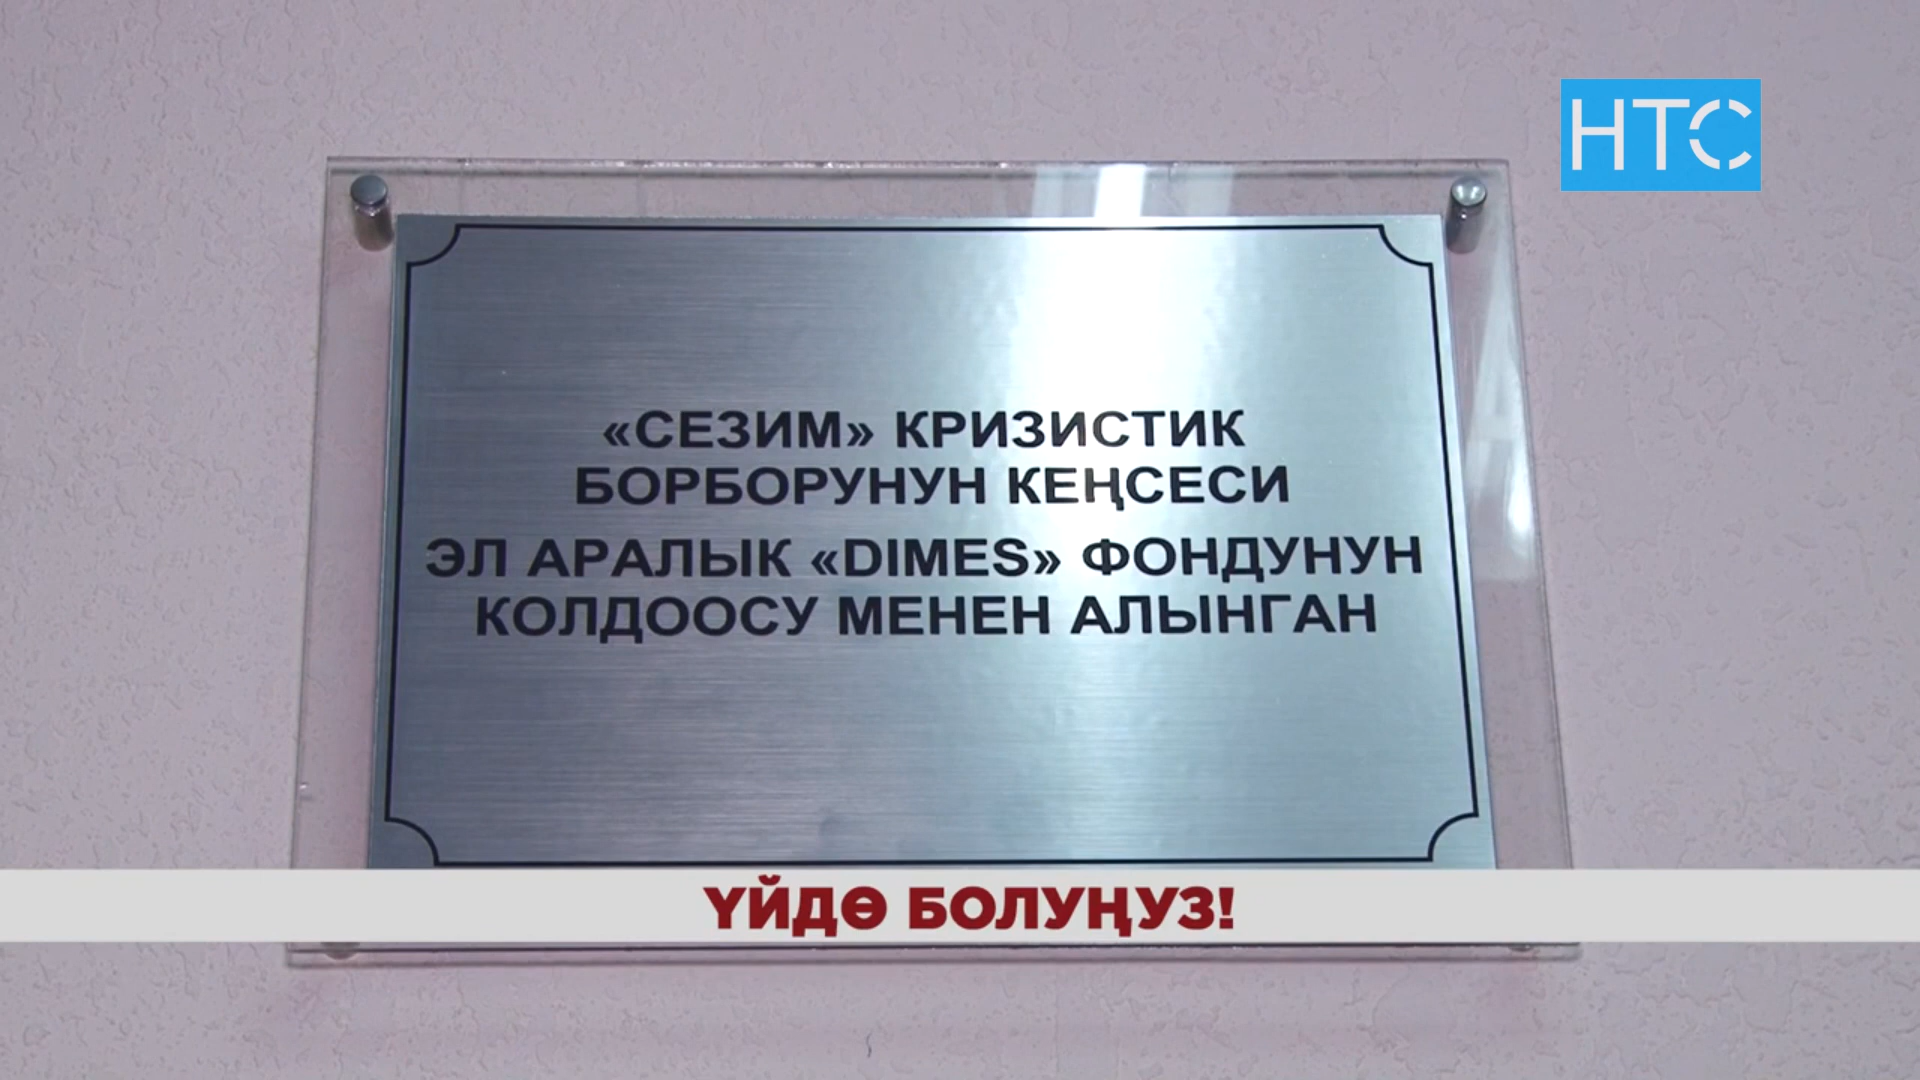 НТС
«СЕЗИМ» КРИЗИСТИК
БОРБОРУНУН КЕҢСЕСИ
ЭЛ АРАЛЫК «DIMES» ФОНДУНУН
КОЛДООСУ МЕНЕН АЛЫНГАН
ҮЙДӨ БОЛУҢУЗ!